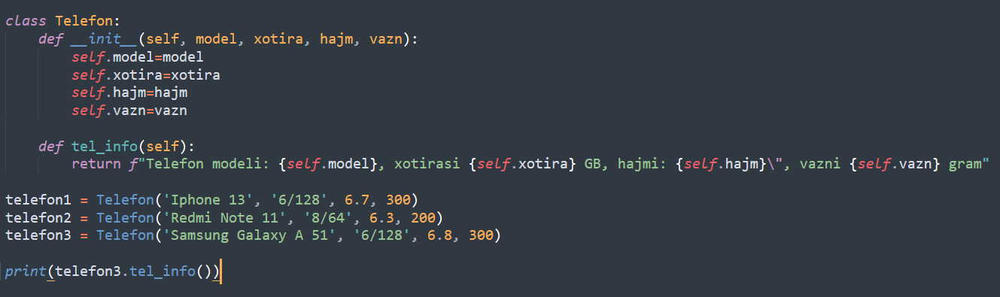 class Telefon:
    def __init__(self, model, xotira, hajm, vazn):
        self.model=model
        self.xotira=xotira
        self.hajm=hajm
        self.vazn=vazn

    def tel_info(self):
        return f"Telefon modeli: {self.model}, xotirasi {self.xotira} GB, hajmi: {self.hajm}\", vazni {self.vazn} gram"

telefon1 = Telefon('Iphone 13', '6/128', 6.7, 300)
telefon2 = Telefon('Redmi Note 11', '8/64', 6.3, 200)
telefon3 = Telefon('Samsung Galaxy A 51', '6/128', 6.8, 300)

print(telefon3.tel_info())